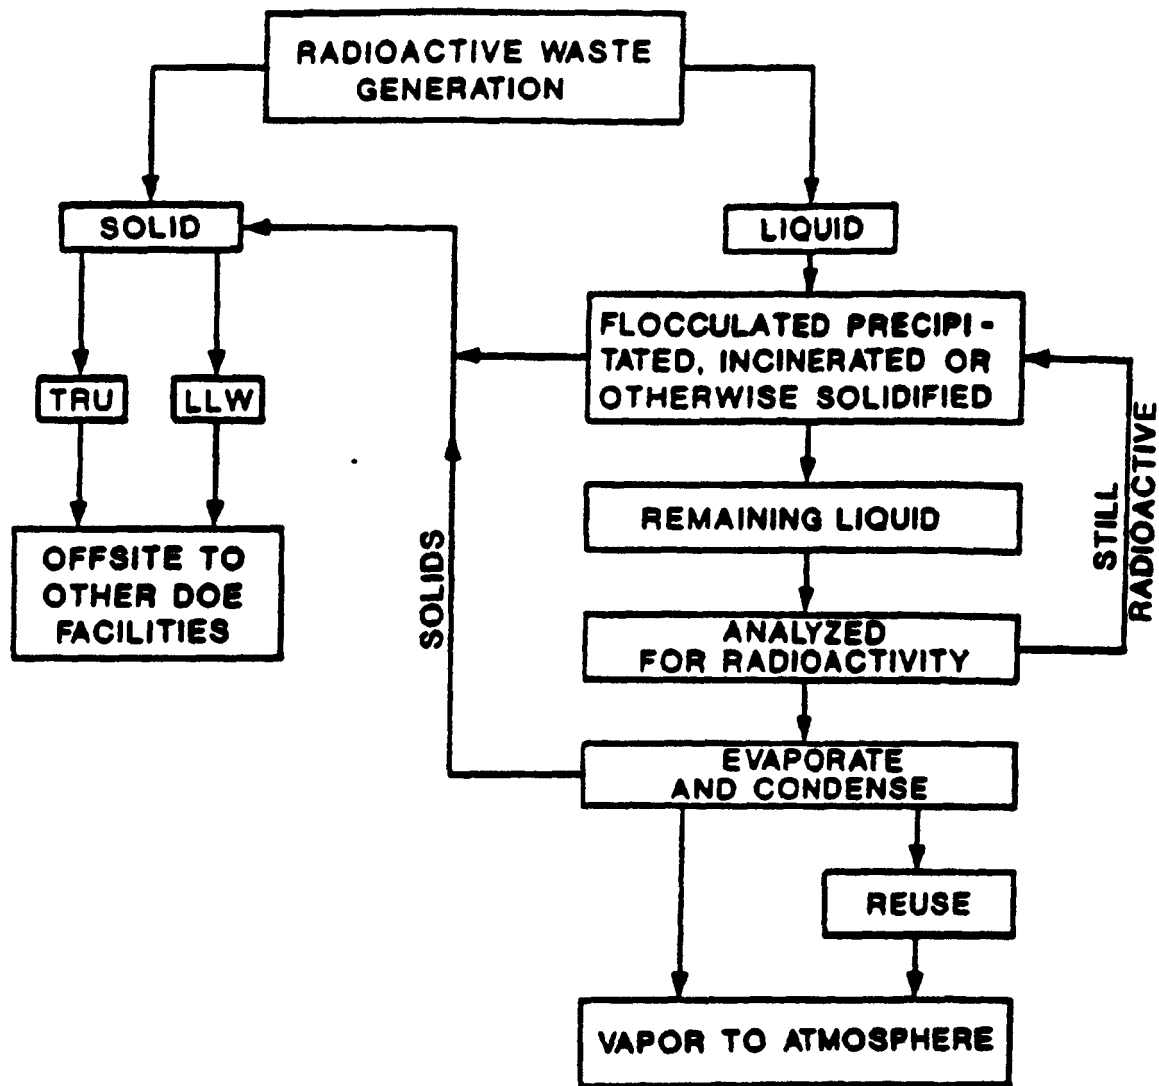 RADIOACTIVE WASTE
GENERATION
SOLID
LIQUID
FLOCCULATED PRECIPI-
TATED, INCINERATED OR
OTHERWISE SOLIDIFIED
TRU
LLW
REMAINING LIQUID
OFFSITE TO
OTHER DOE
FACILITIES
SOLIDS
STILL
RADIOACTIVE
ANALYZED
FOR RADIOACTIVITY
EVAPORATE
AND CONDENSE
REUSE
VAPOR TO ATMOSPHERE